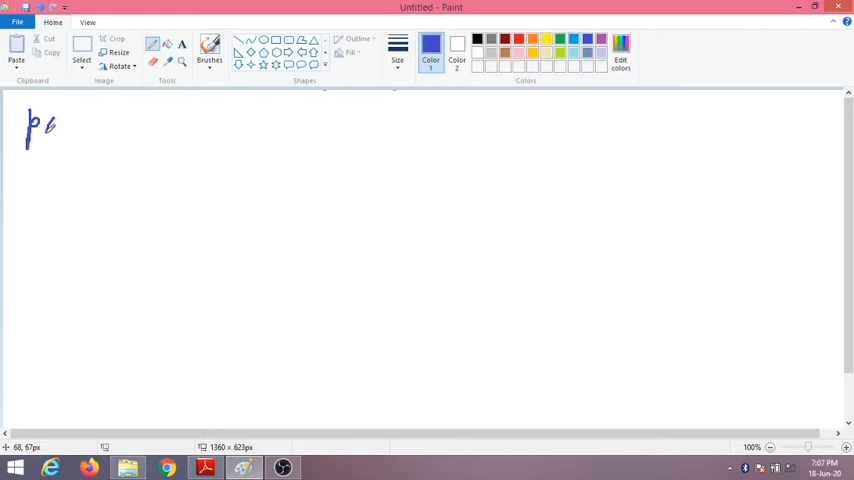 Untitled - Paint
File
Home
View
Paste
Cut
Copy
Clipboard
Select
Crop
Resize
Rotate
Image
A
Tools
Brushes
Outline
Fill
Shapes
Size
Color 1
Color 2
Edit colors
Colors
p
68, 67px
1360 × 623px
100%
7:07 PM
18-Jun-20